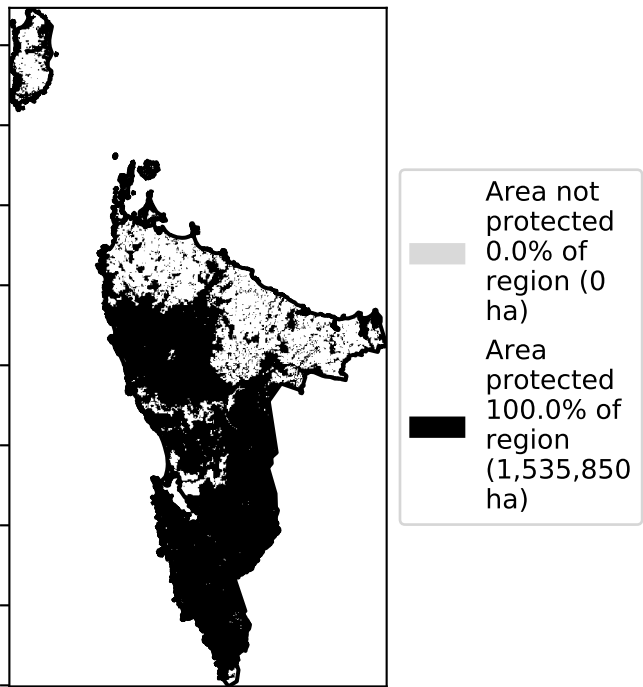 Area not
protected
0.0% of
region (0
ha)
Area
protected
100.0% of
region
(1,535,850
ha)